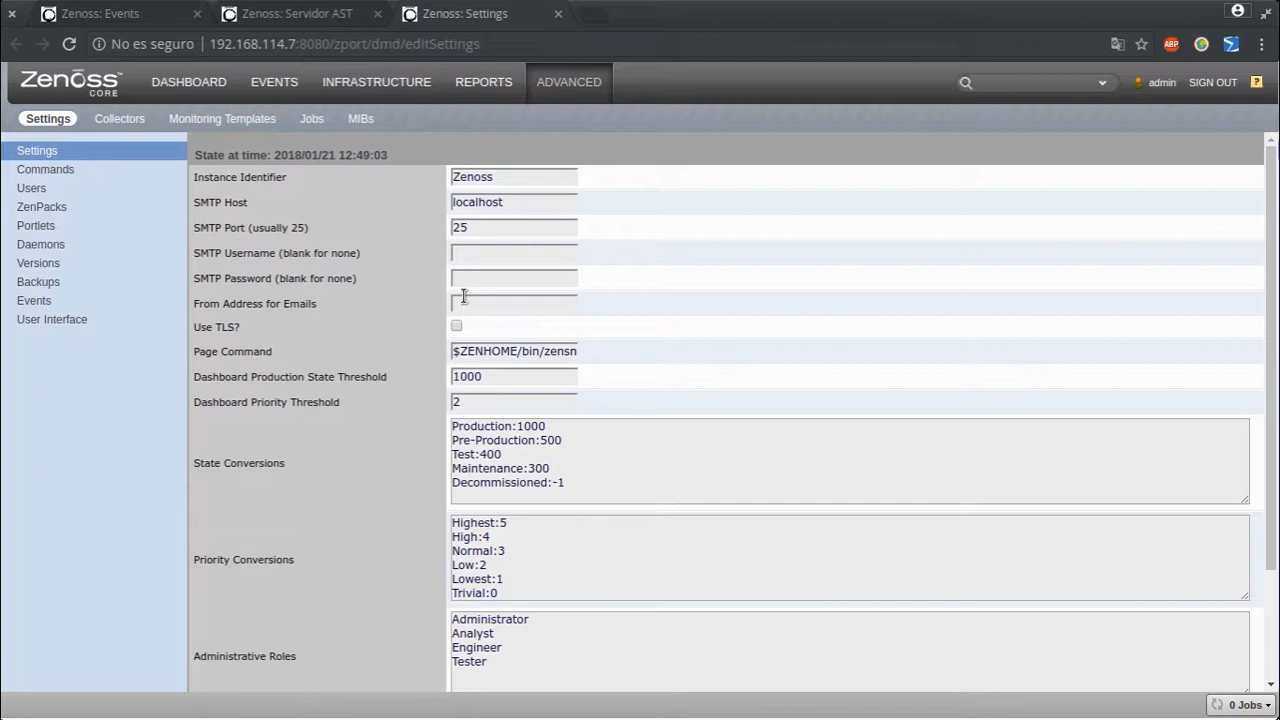 Zenoss: Events
Zenoss: Servidor AST
Zenoss: Settings
No es seguro 192.168.114.7:8080/zport/dmd/editSettings
ABP
Zenoss CORE
DASHBOARD EVENTS INFRASTRUCTURE REPORTS ADVANCED
admin SIGN OUT ?
Settings Collectors Monitoring Templates Jobs MIBs
Settings
Commands
Users
ZenPacks
Portlets
Daemons
Versions
Backups
Events
User Interface
State at time: 2018/01/21 12:49:03
Instance Identifier Zenoss
SMTP Host localhost
SMTP Port (usually 25) 25
SMTP Username (blank for none)
SMTP Password (blank for none)
From Address for Emails
Use TLS?
Page Command $ZENHOME/bin/zensn
Dashboard Production State Threshold 1000
Dashboard Priority Threshold 2
State Conversions
Production:1000
Pre-Production:500
Test:400
Maintenance:300
Decommissioned:-1
Priority Conversions
Highest:5
High:4
Normal:3
Low:2
Lowest:1
Trivial:0
Administrative Roles
Administrator
Analyst
Engineer
Tester
0 Jobs